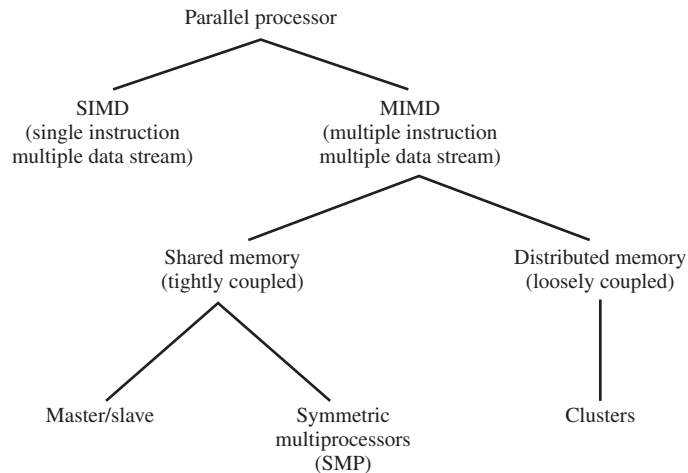 Parallel processor
SIMD
(single instruction
multiple data stream)
MIMD
(multiple instruction
multiple data stream)
Shared memory
(tightly coupled)
Distributed memory
(loosely coupled)
Master/slave
Symmetric
multiprocessors
(SMP)
Clusters